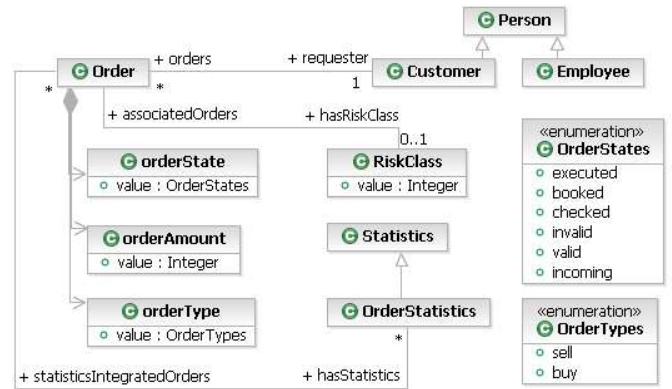 Person
+ orders
+ requester
Order
Customer
Employee
*
*
1
+ associatedOrders
+ hasRiskClass
0..1
orderState
value : OrderStates
RiskClass
value : Integer
«enumeration»
OrderStates
executed
booked
checked
invalid
valid
incoming
orderAmount
value : Integer
Statistics
orderType
value : OrderTypes
OrderStatistics
*
«enumeration»
OrderTypes
sell
buy
+ statisticsIntegratedOrders
+ hasStatistics